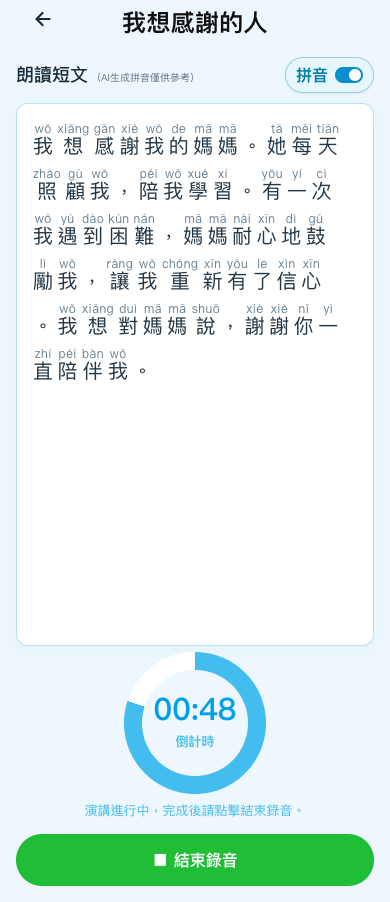 我想感謝的人
朗讀短文 (AI生成拼音僅供參考) 拼音
wǒ xiǎng gǎn xiè wǒ de mā mā tā měi tiān
我想感謝我的媽媽。她每天
zhào gù wǒ péi wǒ xué xí yǒu yí cì
照顧我，陪我學習。有一次
wǒ yù dào kùn nán mā mā nài xīn dì gǔ
我遇到困難，媽媽耐心地鼓
lì wǒ ràng wǒ chóng xīn yǒu le xìn xīn
勵我，讓我重新有了信心
wǒ xiǎng duì mā mā shuō xiè xiè nǐ yì
。我想對媽媽說，謝謝你一
zhí péi bàn wǒ
直陪伴我。
00:48
倒計時
演講進行中，完成後請點擊結束錄音。
結束錄音